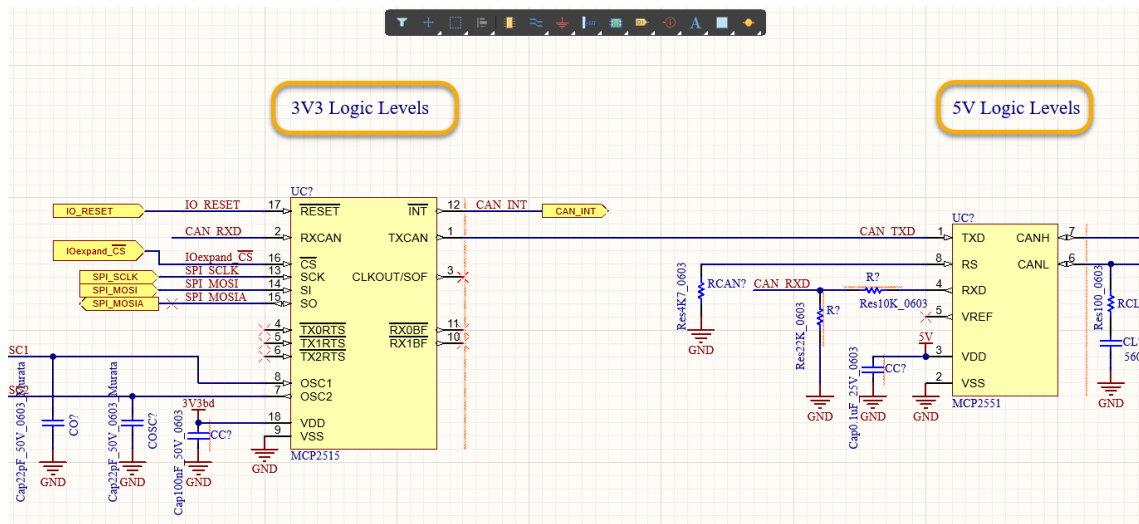 3V3 Logic Levels
5V Logic Levels
UC?
IO_RESET
IO_RESET
17
RESET
INT
12
CAN_INT
CAN_INT
CAN_RXD
2
RXCAN
TXCAN
1
CAN_TXD
UC?
1
TXD
CANH
7
IOexpand_CS
IOexpand_CS
16
CS
SPI_SCLK
SPI_SCLK
13
SCK
CLKOUT/SOF
3
SPI_MOSI
SPI_MOSI
14
SI
SPI_MOSIA
SPI_MOSIA
15
SO
8
RS
CANL
6
RCAN?
Res4K7_0603
GND
CAN_RXD
R?
Res10K_0603
4
RXD
R?
Res22K_0603
GND
5
VREF
5V
3
VDD
CC?
Cap0.1uF_25V_0603
GND
2
VSS
GND
MCP2551
Res100_0603
RCL
CL?
560
GND
4
TX0RTS
RX0BF
11
5
TX1RTS
RX1BF
10
6
TX2RTS
SC1
8
OSC1
SC2
7
OSC2
3V3bd
18
VDD
9
VSS
GND
MCP2515
CO?
Cap22pF_50V_0603_Murata
GND
COSC?
Cap22pF_50V_0603_Murata
GND
CC?
Cap100nF_50V_0603
GND